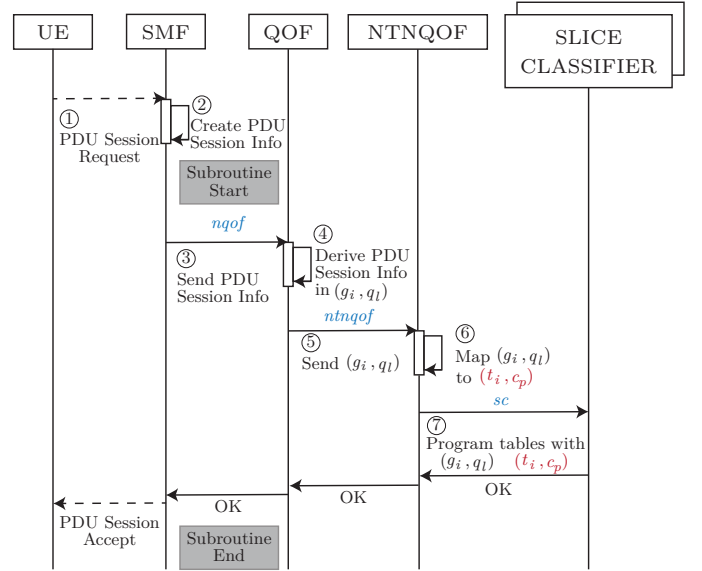 UE
SMF
QOF
NTNQOF
SLICE
CLASSIFIER
①
PDU Session
Request
②
Create PDU
Session Info
Subroutine
Start
nqof
③
Send PDU
Session Info
④
Derive PDU
Session Info
in (g_i, q_l)
ntnqof
⑤
Send (g_i, q_l)
⑥
Map (g_i, q_l)
to (t_i, c_p)
sc
⑦
Program tables with
(g_i, q_l) (t_i, c_p)
OK
OK
OK
PDU Session
Accept
Subroutine
End